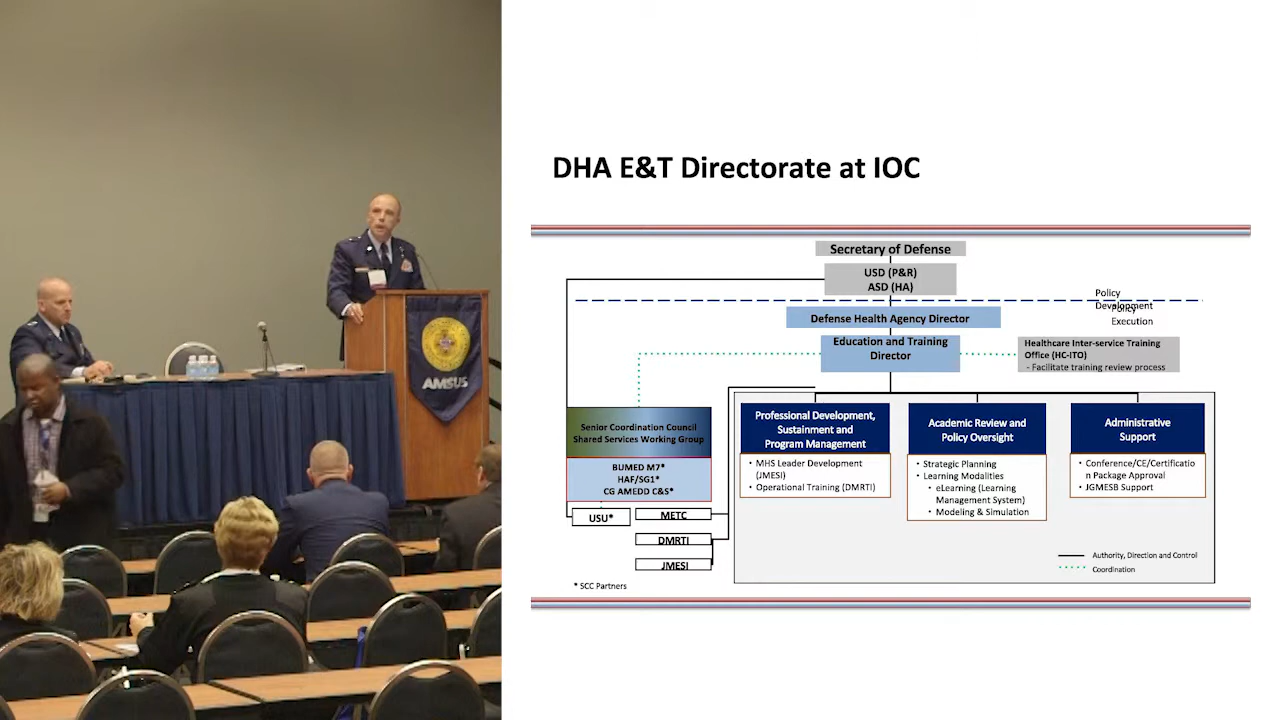 AMSUS
DHA E&T Directorate at IOC
Secretary of Defense
USD (P&R)
ASD (HA)
Policy
Development
Policy
Execution
Defense Health Agency Director
Education and Training
Director
Healthcare Inter-service Training
Office (HC-ITO)
- Facilitate training review process
Senior Coordination Council
Shared Services Working Group
BUMED M7*
HAF/SG1*
CG AMEDD C&S*
USU*
METC
DMRTI
JMESI
* SCC Partners
Professional Development,
Sustainment and
Program Management
• MHS Leader Development
(JMESI)
• Operational Training (DMRTI)
Academic Review and
Policy Oversight
• Strategic Planning
• Learning Modalities
• eLearning (Learning
Management System)
• Modeling & Simulation
Administrative
Support
• Conference/CE/Certificatio
n Package Approval
• JGMESB Support
Authority, Direction and Control
Coordination